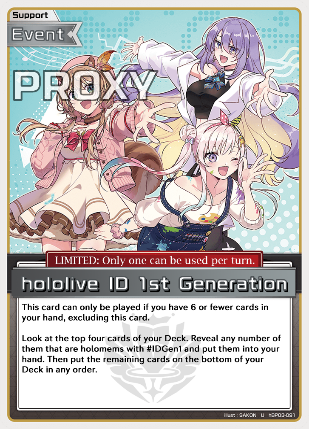 Support
Event
PROXY
LIMITED: Only one can be used per turn.
hololive ID 1st Generation
This card can only be played if you have 6 or fewer cards in
your hand, excluding this card.
Look at the top four cards of your Deck. Reveal any number of
them that are holomems with #IDGen1 and put them into your
hand. Then put the remaining cards on the bottom of your
Deck in any order.
Illust : SAKON U hBP03-091